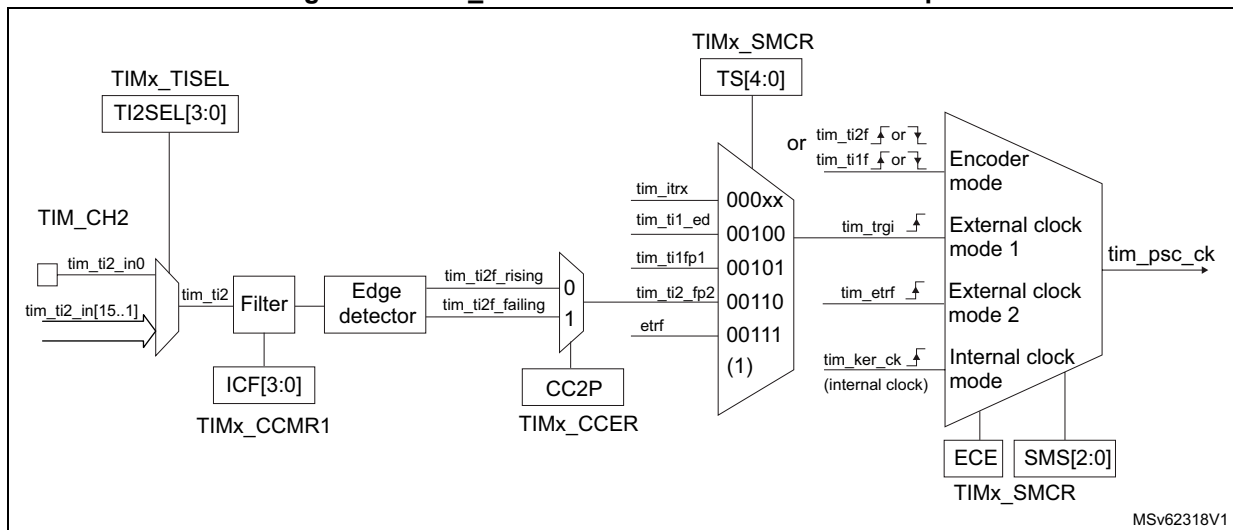 TIMx_SMCR
TS[4:0]
TIMx_TISEL
TI2SEL[3:0]
TIM_CH2
tim_ti2_in0
tim_ti2_in[15..1]
tim_ti2
Filter
ICF[3:0]
TIMx_CCMR1
Edge
detector
tim_ti2f_rising
tim_ti2f_failing
0
1
CC2P
TIMx_CCER
tim_itrx
tim_ti1_ed
tim_ti1fp1
tim_ti2_fp2
etrf
000xx
00100
00101
00110
00111
(1)
or tim_ti2f or
tim_ti1f or
Encoder
mode
tim_trgi
External clock
mode 1
tim_etrf
External clock
mode 2
tim_ker_ck
(internal clock)
Internal clock
mode
tim_psc_ck
ECE
SMS[2:0]
TIMx_SMCR
MSv62318V1